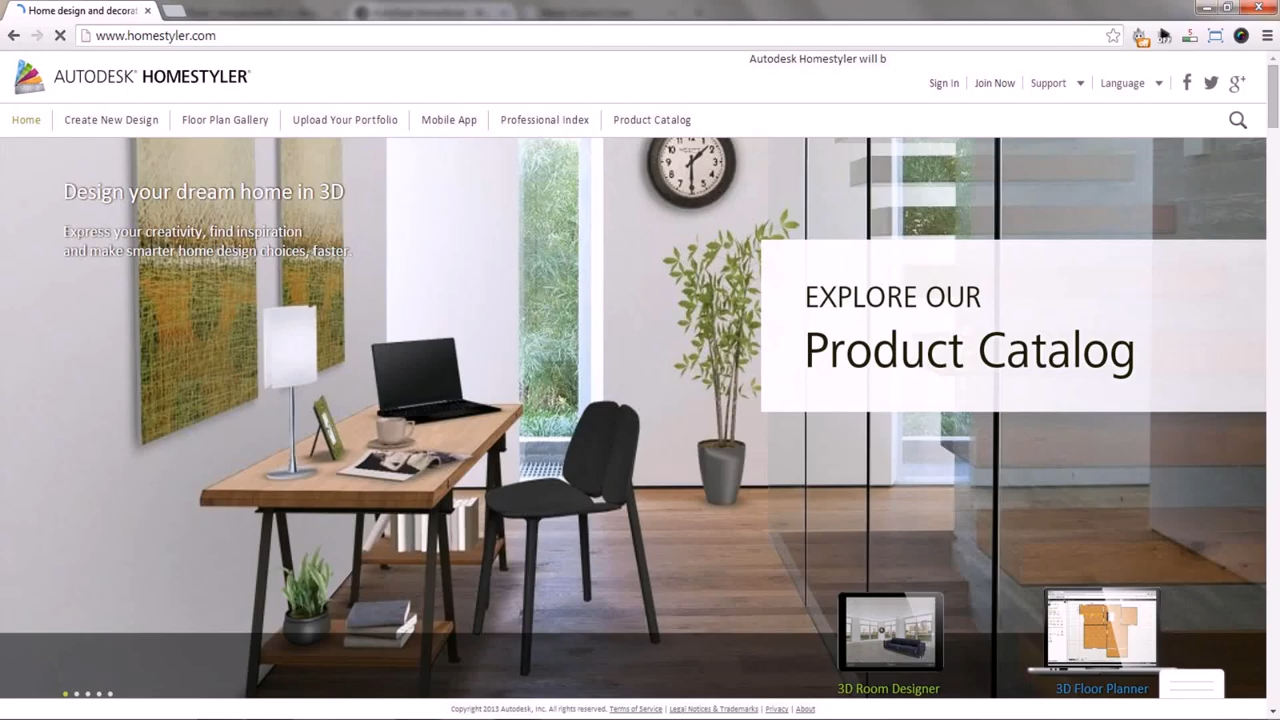 Home design and decorat
www.homestyler.com
Autodesk Homestyler will b
AUTODESK® HOMESTYLER®
Sign In
Join Now
Support
Language
Home
Create New Design
Floor Plan Gallery
Upload Your Portfolio
Mobile App
Professional Index
Product Catalog
Design your dream home in 3D
Express your creativity, find inspiration
and make smarter home design choices, faster.
EXPLORE OUR
Product Catalog
3D Room Designer
3D Floor Planner
Copyright 2013 Autodesk, Inc. All rights reserved. Terms of Service | Legal Notices & Trademarks | Privacy | About